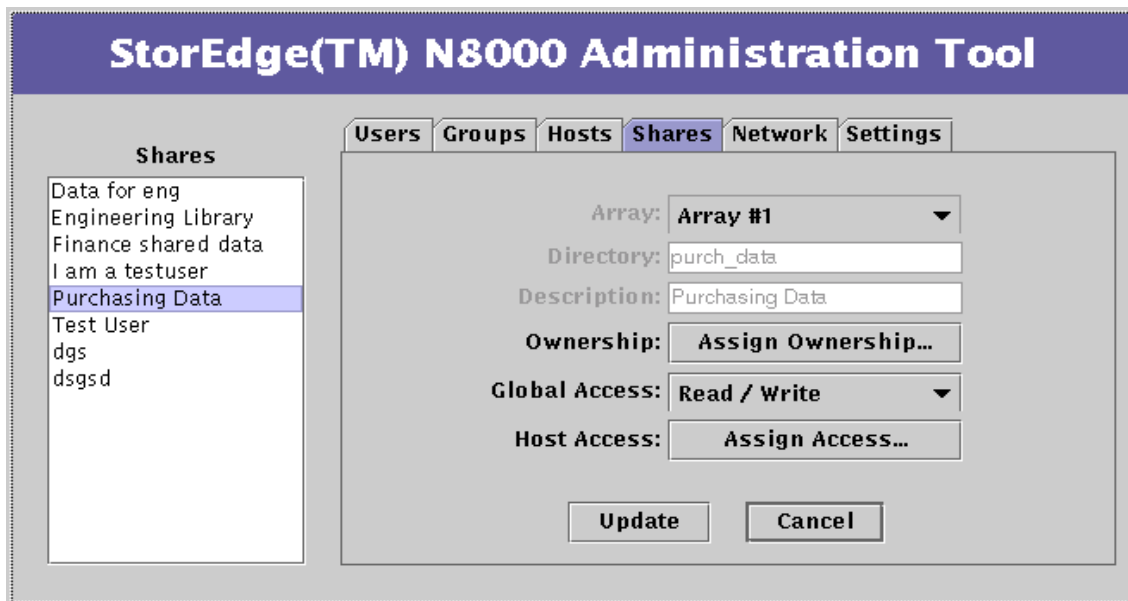 StorEdge(TM) N8000 Administration Tool
Shares
Data for eng
Engineering Library
Finance shared data
I am a testuser
Purchasing Data
Test User
dgs
dsgsd
Users Groups Hosts Shares Network Settings
Array: Array #1
Directory: purch_data
Description: Purchasing Data
Ownership: Assign Ownership...
Global Access: Read / Write
Host Access: Assign Access...
Update Cancel